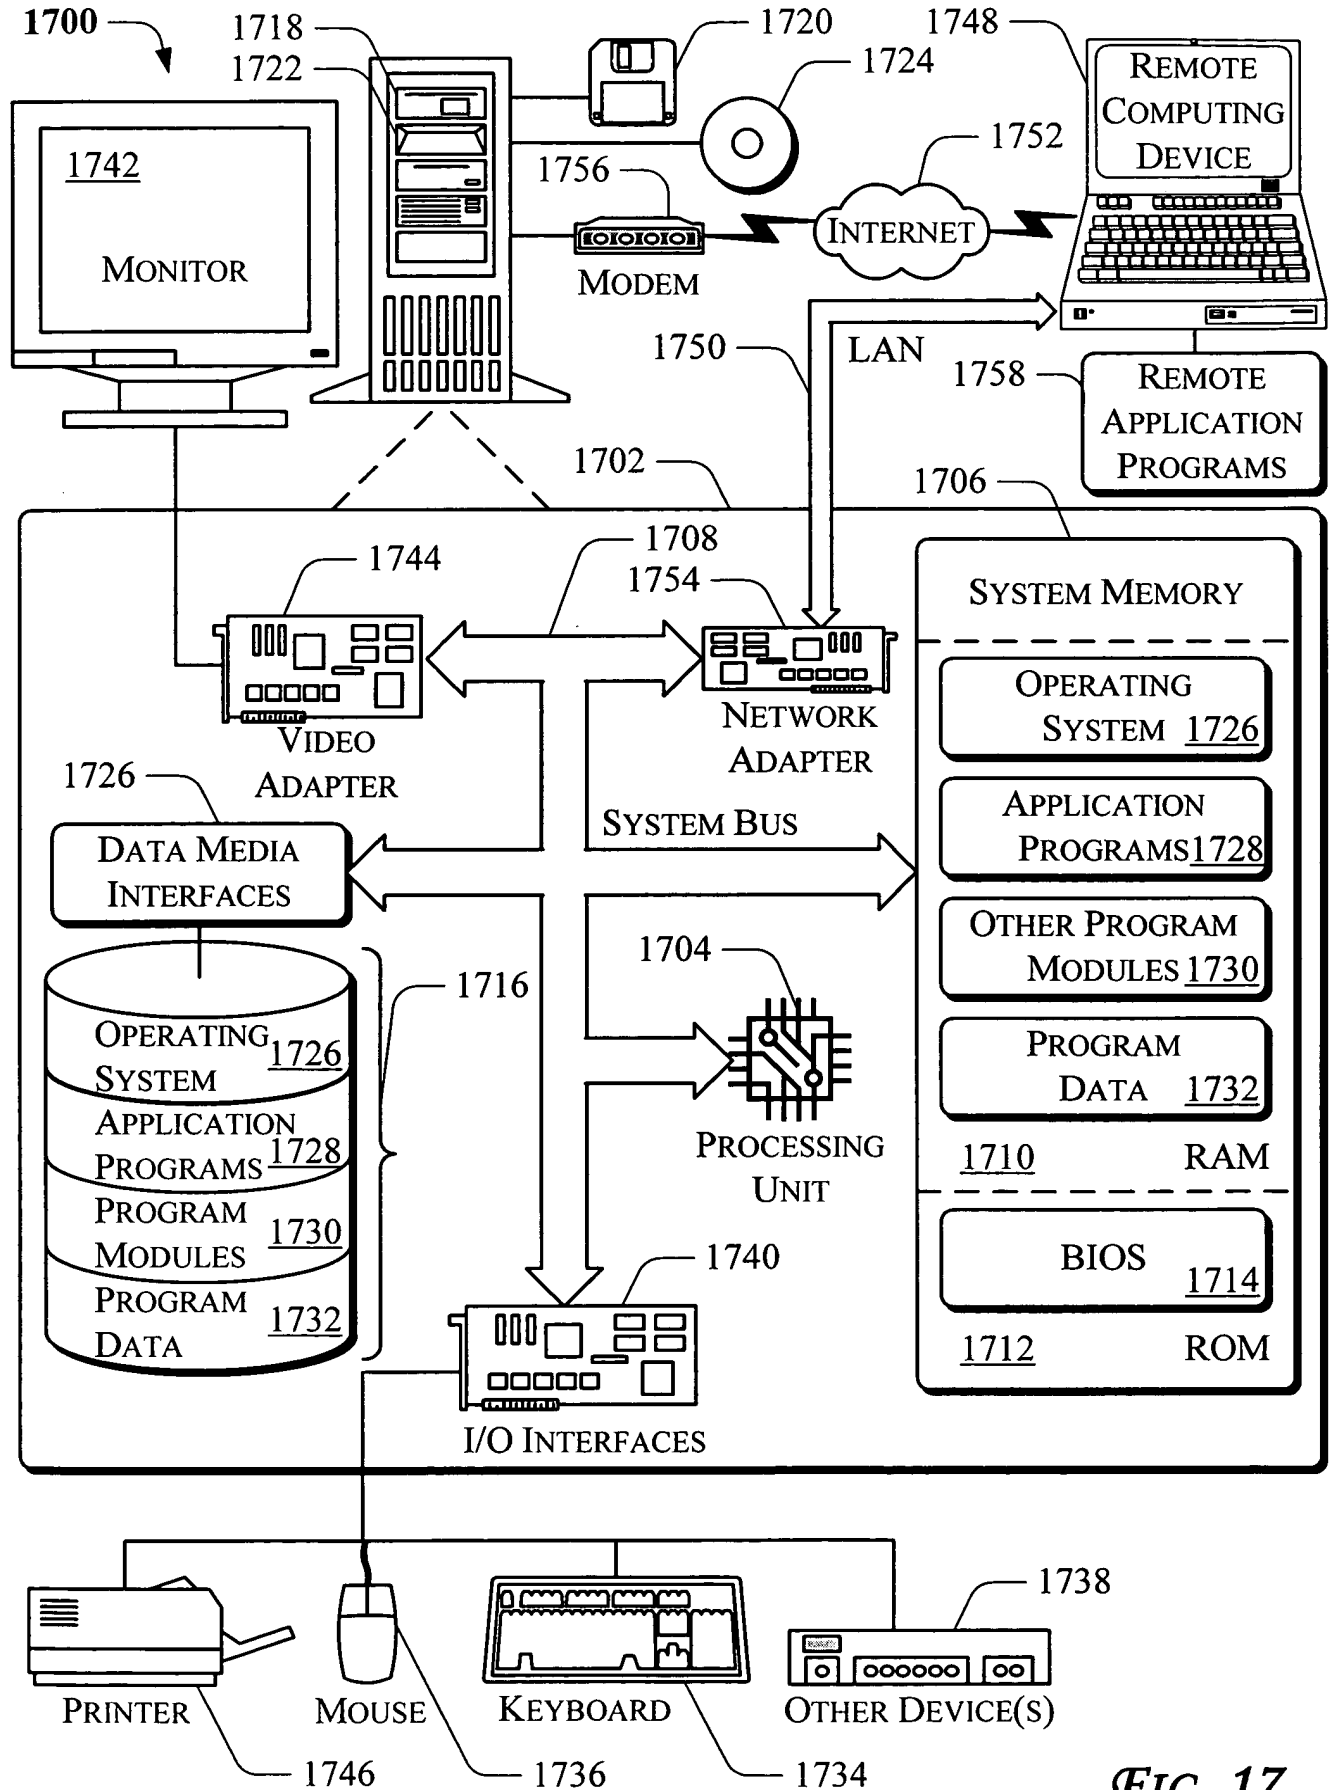 1700
1718
1722
1720
1724
1748
REMOTE
COMPUTING
DEVICE
1742
MONITOR
1756
1752
INTERNET
MODEM
1750
LAN
1758
REMOTE
APPLICATION
PROGRAMS
1702
1706
1708
1744
1754
SYSTEM MEMORY
OPERATING
SYSTEM 1726
VIDEO
ADAPTER
NETWORK
ADAPTER
1726
DATA MEDIA
INTERFACES
SYSTEM BUS
APPLICATION
PROGRAMS 1728
OTHER PROGRAM
MODULES 1730
1704
1716
OPERATING
SYSTEM 1726
APPLICATION
PROGRAMS 1728
PROGRAM
MODULES 1730
PROGRAM
DATA 1732
PROGRAM
DATA 1732
PROCESSING
UNIT
1710 RAM
BIOS
1714
1712 ROM
1740
I/O INTERFACES
1738
PRINTER
MOUSE
KEYBOARD
OTHER DEVICE(S)
1746
1736
1734
FIG. 17